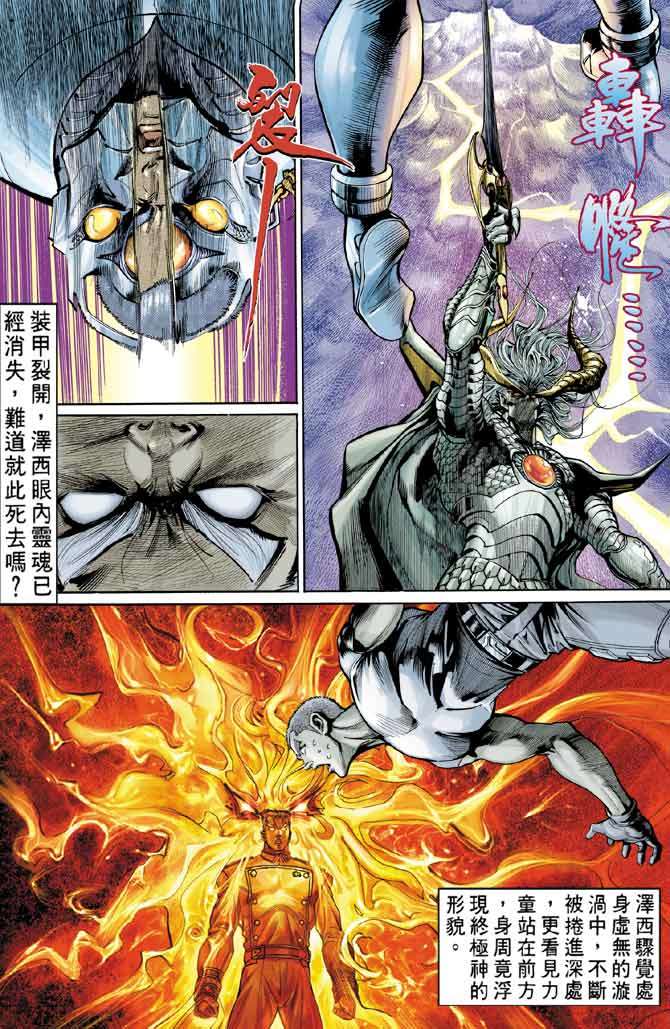 轟隆……
裂
裝甲裂開，澤西眼內靈魂已
經消失，難道就此死去嗎？
澤西驟覺處
身虛無的漩
渦中，不斷
被捲進深處
，更看見力
童站在前方
，身周竟浮
現終極神的
形貌。